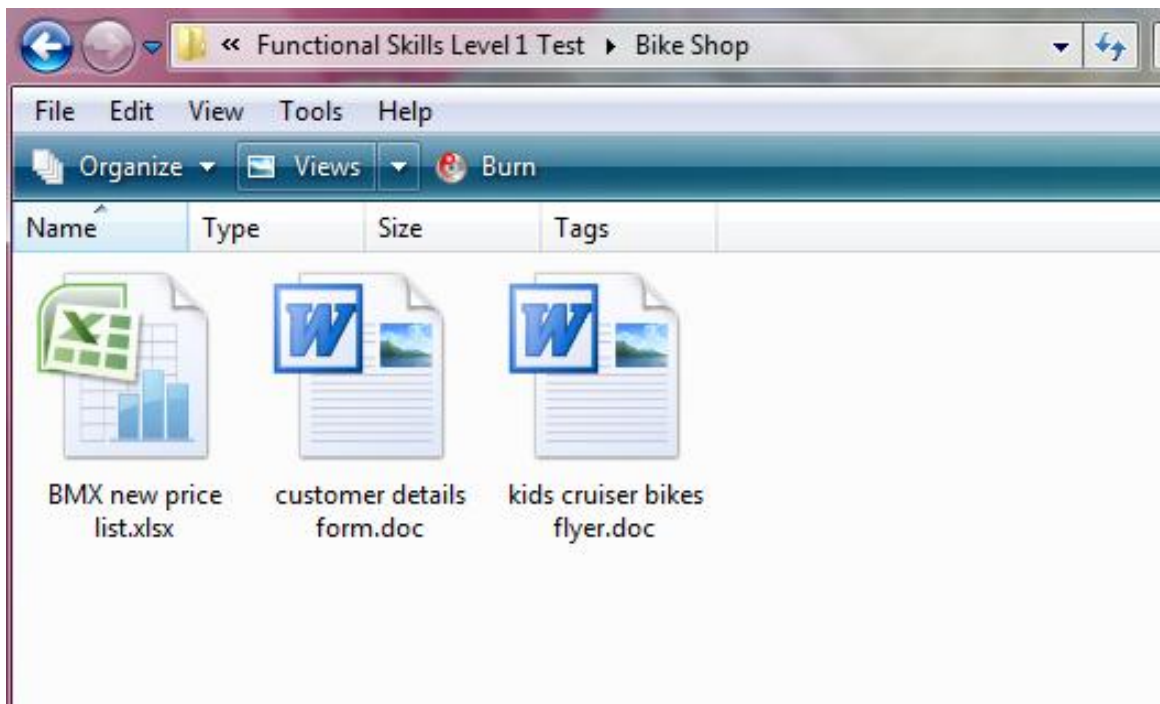 « Functional Skills Level 1 Test ▸ Bike Shop
File Edit View Tools Help
Organize Views Burn
Name Type Size Tags
BMX new price
list.xlsx
customer details
form.doc
kids cruiser bikes
flyer.doc